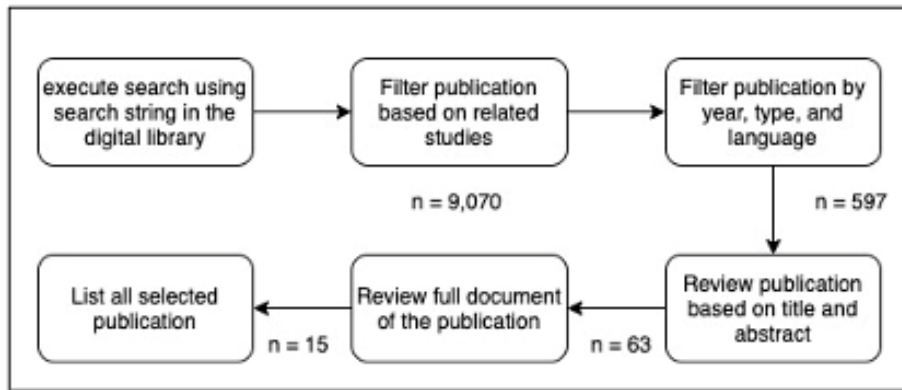 execute search using
search string in the
digital library
Filter publication
based on related
studies
Filter publication by
year, type, and
language
n = 9,070
n = 597
List all selected
publication
Review full document
of the publication
Review publication
based on title and
abstract
n = 15
n = 63